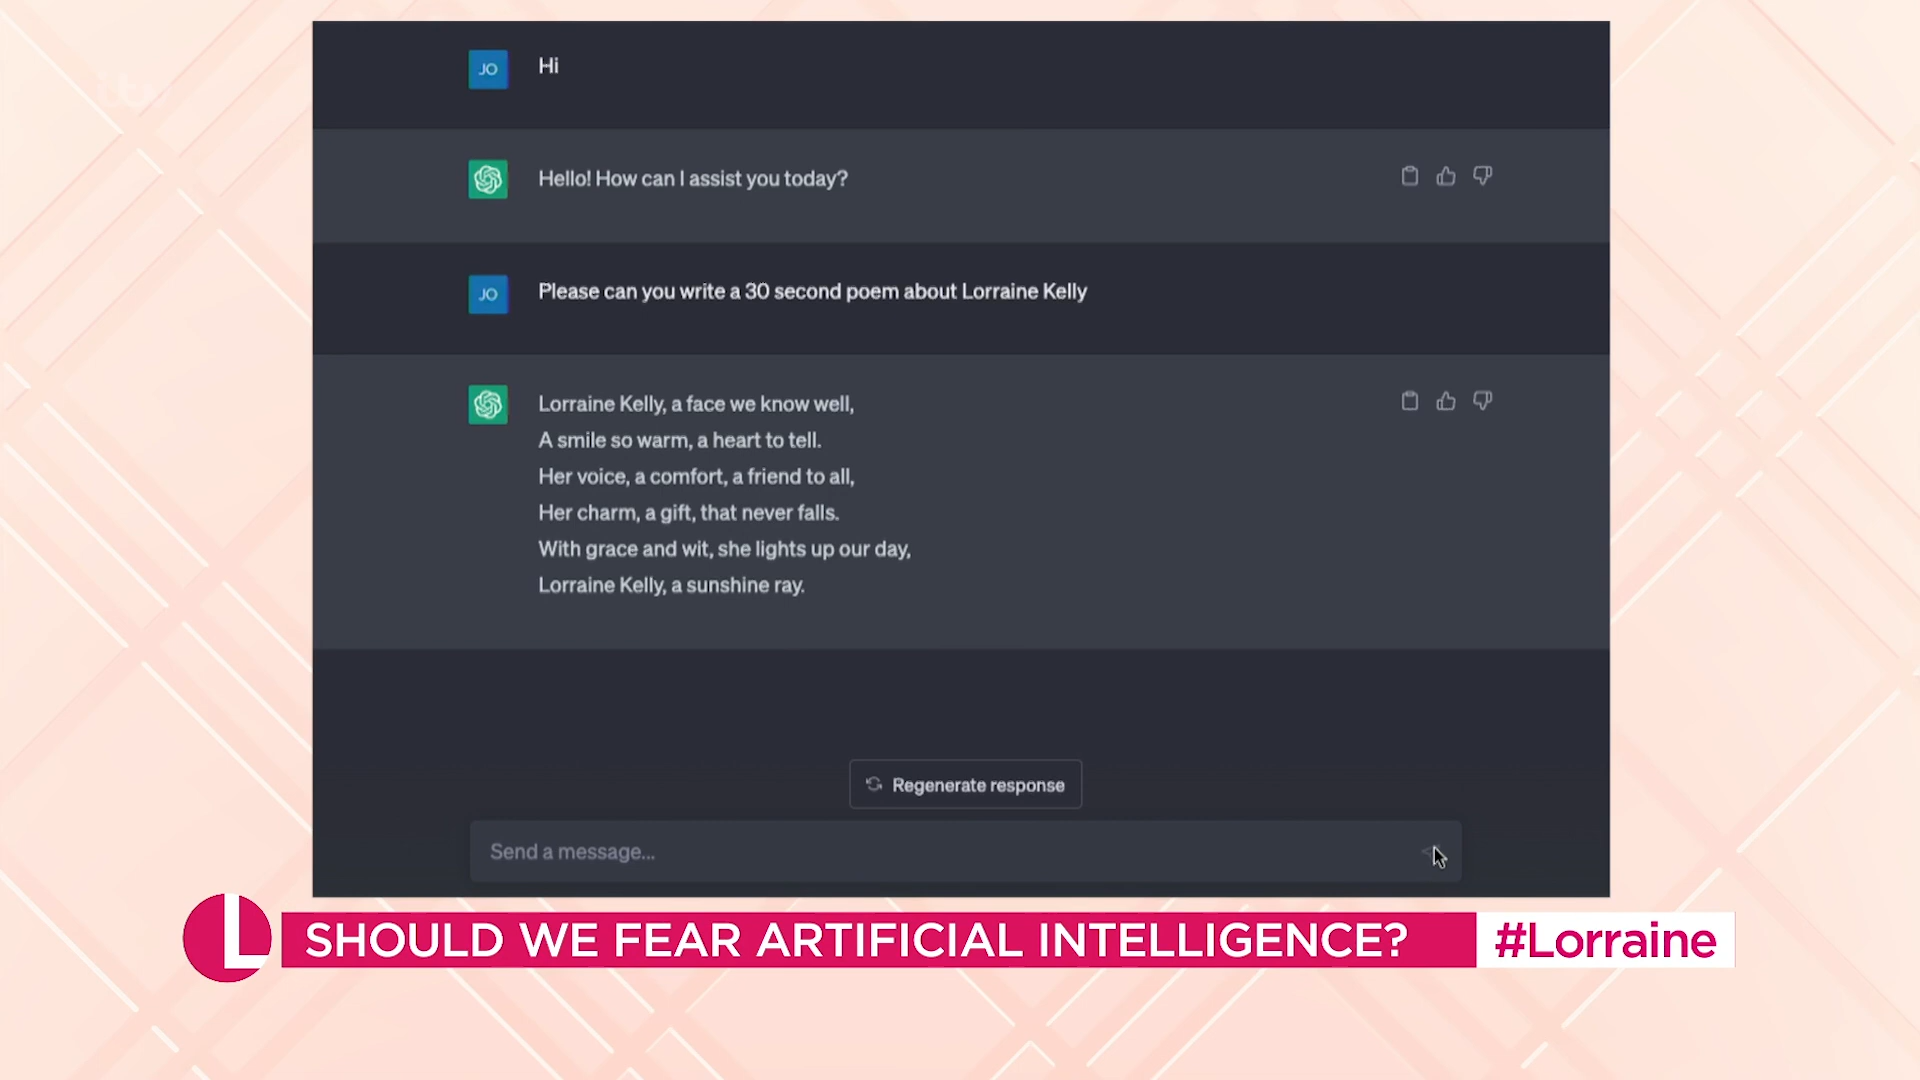 itv
JO
Hi
Hello! How can I assist you today?
JO
Please can you write a 30 second poem about Lorraine Kelly
Lorraine Kelly, a face we know well,
A smile so warm, a heart to tell.
Her voice, a comfort, a friend to all,
Her charm, a gift, that never falls.
With grace and wit, she lights up our day,
Lorraine Kelly, a sunshine ray.
Regenerate response
Send a message...
L SHOULD WE FEAR ARTIFICIAL INTELLIGENCE? #Lorraine